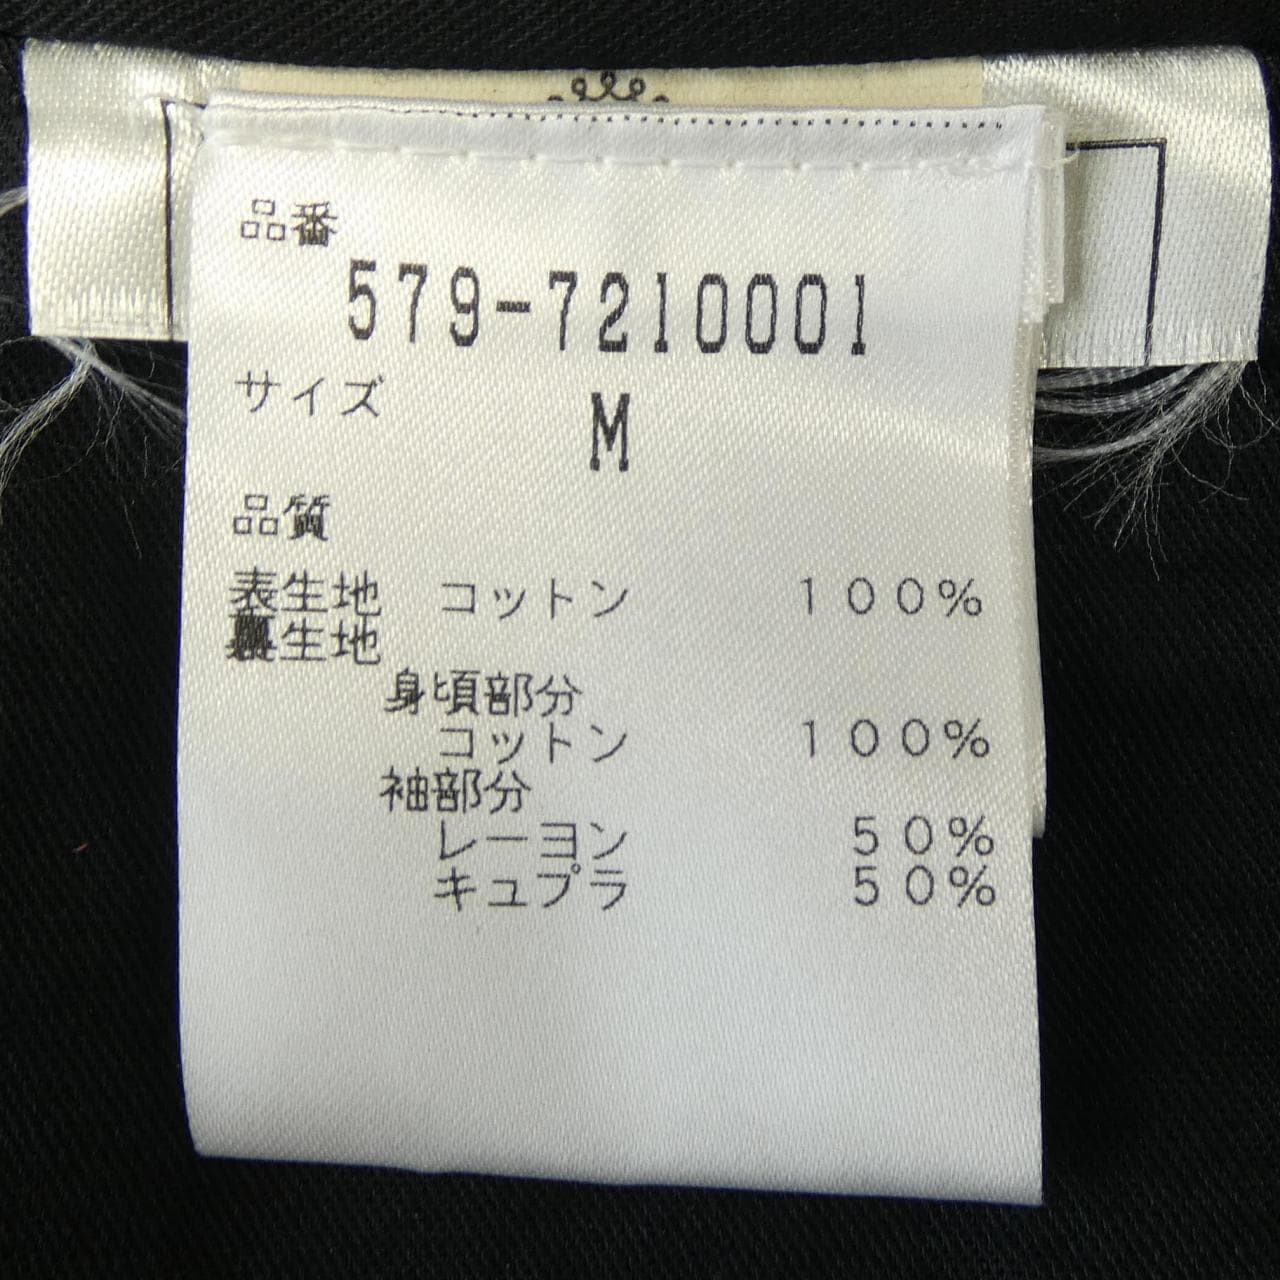 品番
579-7210001
サイズ
M
品質
表生地 コットン 100%
裏生地
身頃部分
コットン 100%
袖部分
レーヨン 50%
キュプラ 50%